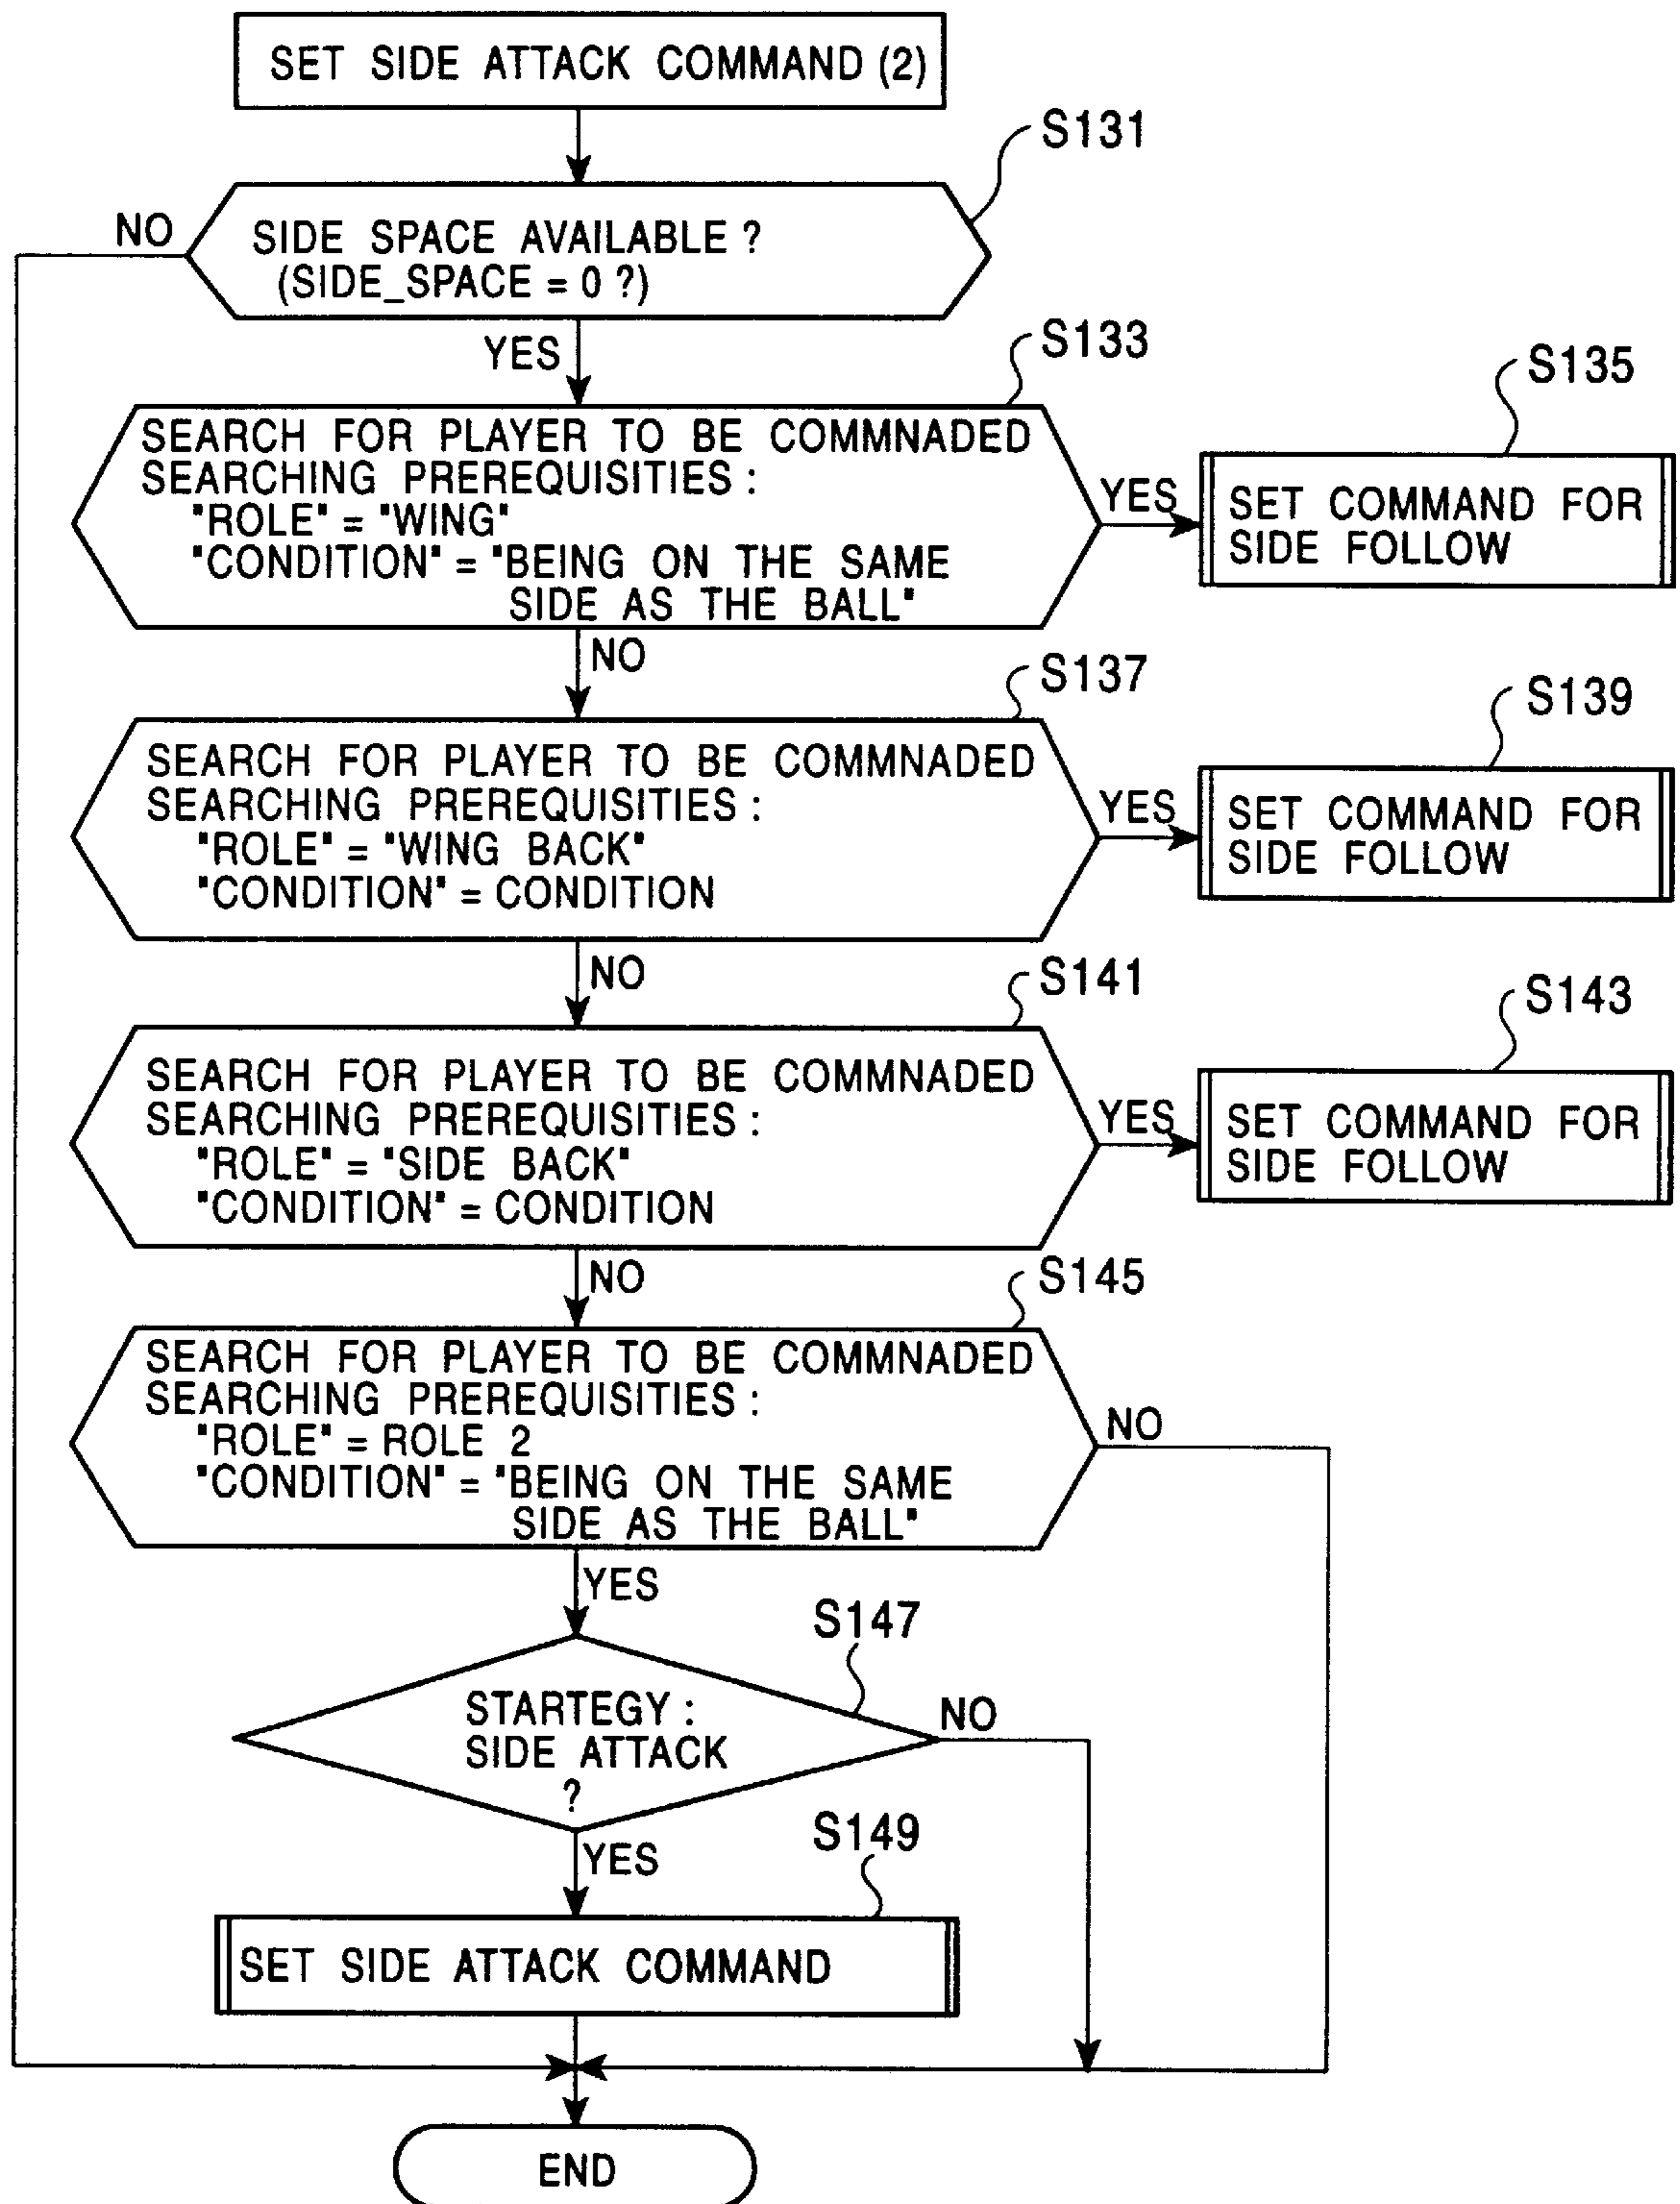 SET SIDE ATTACK COMMAND (2)
S131
NO
SIDE SPACE AVAILABLE ?
(SIDE_SPACE = 0 ?)
YES
S133
S135
SEARCH FOR PLAYER TO BE COMMNADED
SEARCHING PREREQUISITIES :
"ROLE" = "WING"
"CONDITION" = "BEING ON THE SAME
SIDE AS THE BALL"
YES
SET COMMAND FOR
SIDE FOLLOW
NO
S137
S139
SEARCH FOR PLAYER TO BE COMMNADED
SEARCHING PREREQUISITIES :
"ROLE" = "WING BACK"
"CONDITION" = CONDITION
YES
SET COMMAND FOR
SIDE FOLLOW
NO
S141
S143
SEARCH FOR PLAYER TO BE COMMNADED
SEARCHING PREREQUISITIES :
"ROLE" = "SIDE BACK"
"CONDITION" = CONDITION
YES
SET COMMAND FOR
SIDE FOLLOW
NO
S145
SEARCH FOR PLAYER TO BE COMMNADED
SEARCHING PREREQUISITIES :
"ROLE" = ROLE 2
"CONDITION" = "BEING ON THE SAME
SIDE AS THE BALL"
NO
YES
S147
STARTEGY :
SIDE ATTACK
?
NO
YES
S149
SET SIDE ATTACK COMMAND
END